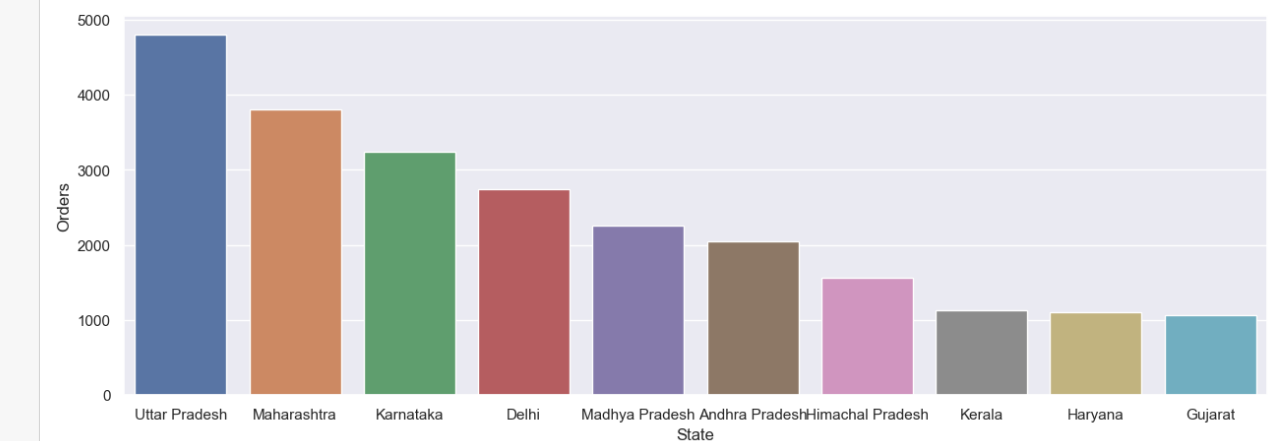 5000
4000
3000
2000
1000
0
Orders
Uttar Pradesh Maharashtra Karnataka Delhi Madhya Pradesh Andhra Pradesh Himachal Pradesh Kerala Haryana Gujarat
State